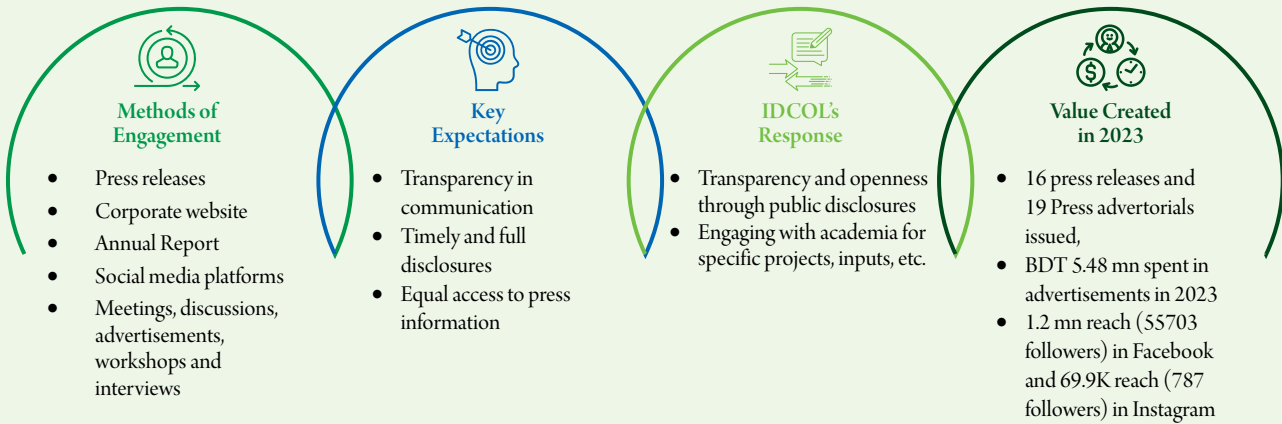 Methods of
Engagement
• Press releases
• Corporate website
• Annual Report
• Social media platforms
• Meetings, discussions,
advertisements,
workshops and
interviews
Key
Expectations
• Transparency in
communication
• Timely and full
disclosures
• Equal access to press
information
IDCOL's
Response
• Transparency and openness
through public disclosures
• Engaging with academia for
specific projects, inputs, etc.
Value Created
in 2023
• 16 press releases and
19 Press advertorials
issued,
• BDT 5.48 mn spent in
advertisements in 2023
• 1.2 mn reach (55703
followers) in Facebook
and 69.9K reach (787
followers) in Instagram